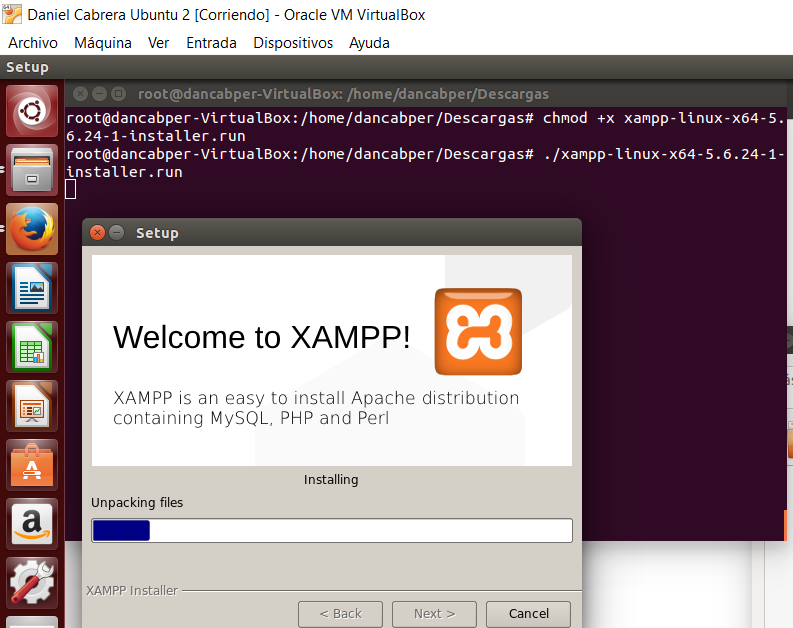 Daniel Cabrera Ubuntu 2 [Corriendo] - Oracle VM VirtualBox
Archivo Máquina Ver Entrada Dispositivos Ayuda
Setup
root@dancabper-VirtualBox: /home/dancabper/Descargas
root@dancabper-VirtualBox:/home/dancabper/Descargas# chmod +x xampp-linux-x64-5.
6.24-1-installer.run
root@dancabper-VirtualBox:/home/dancabper/Descargas# ./xampp-linux-x64-5.6.24-1-
installer.run
Setup
Welcome to XAMPP!
XAMPP is an easy to install Apache distribution
containing MySQL, PHP and Perl
Installing
Unpacking files
XAMPP Installer
< Back Next > Cancel